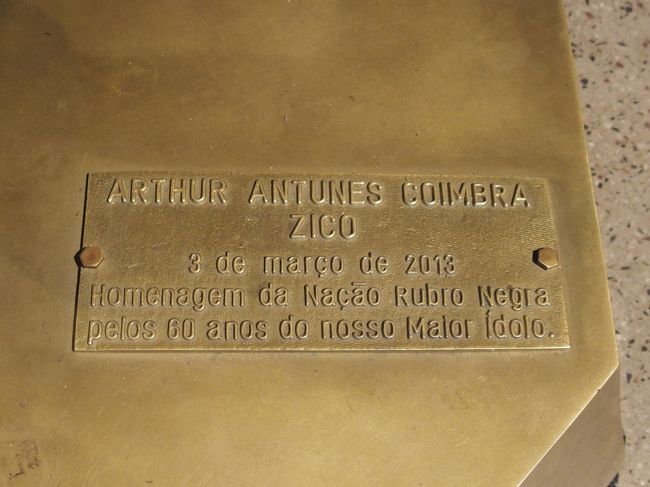 ARTHUR ANTUNES COIMBRA
ZICO
3 de março de 2013
Homenagem da Nação Rubro Negra
pelos 60 anos do nosso Maior Ídolo.